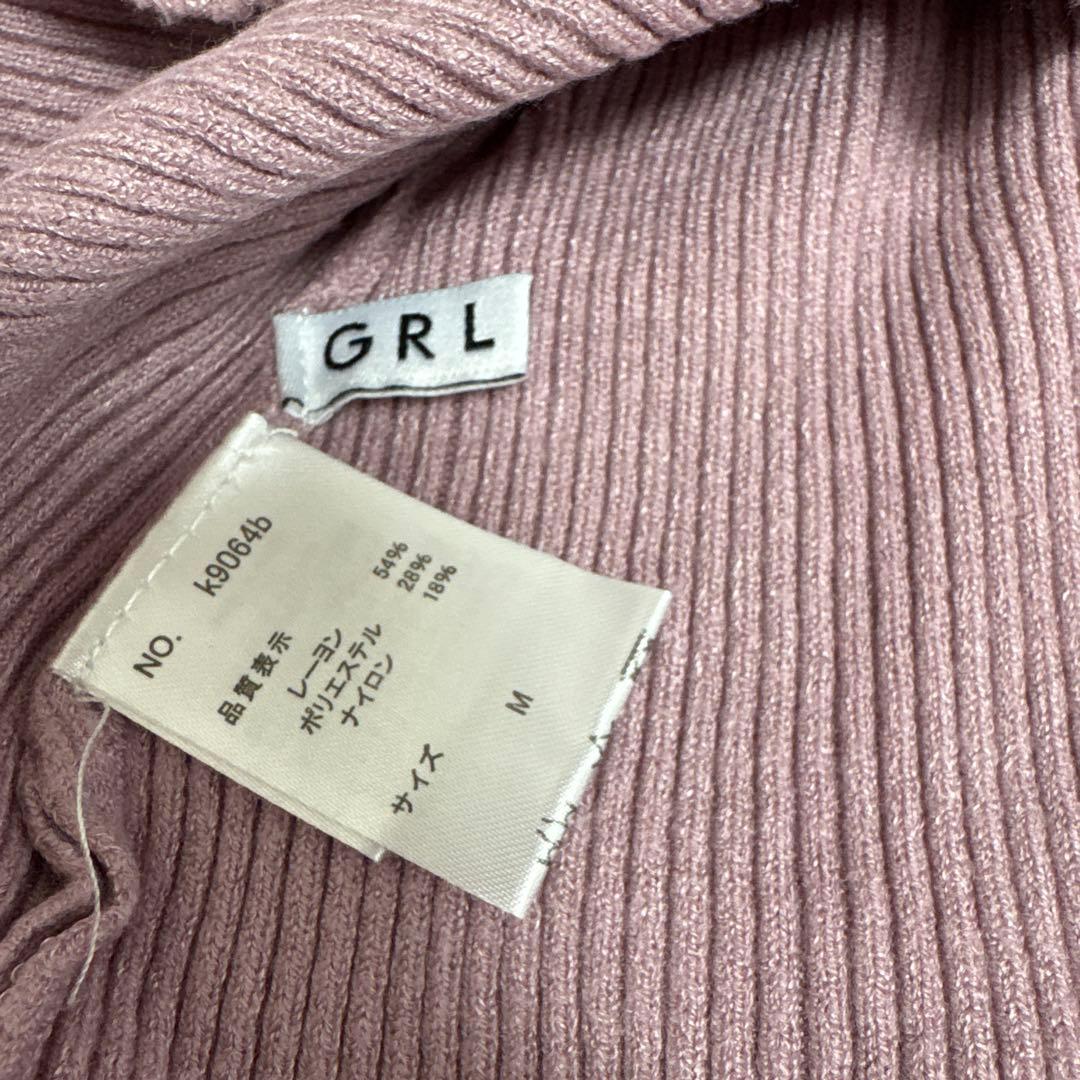 GRL
NO. k9064b
品質表示
レーヨン 54%
ポリエステル 28%
ナイロン 18%
サイズ M